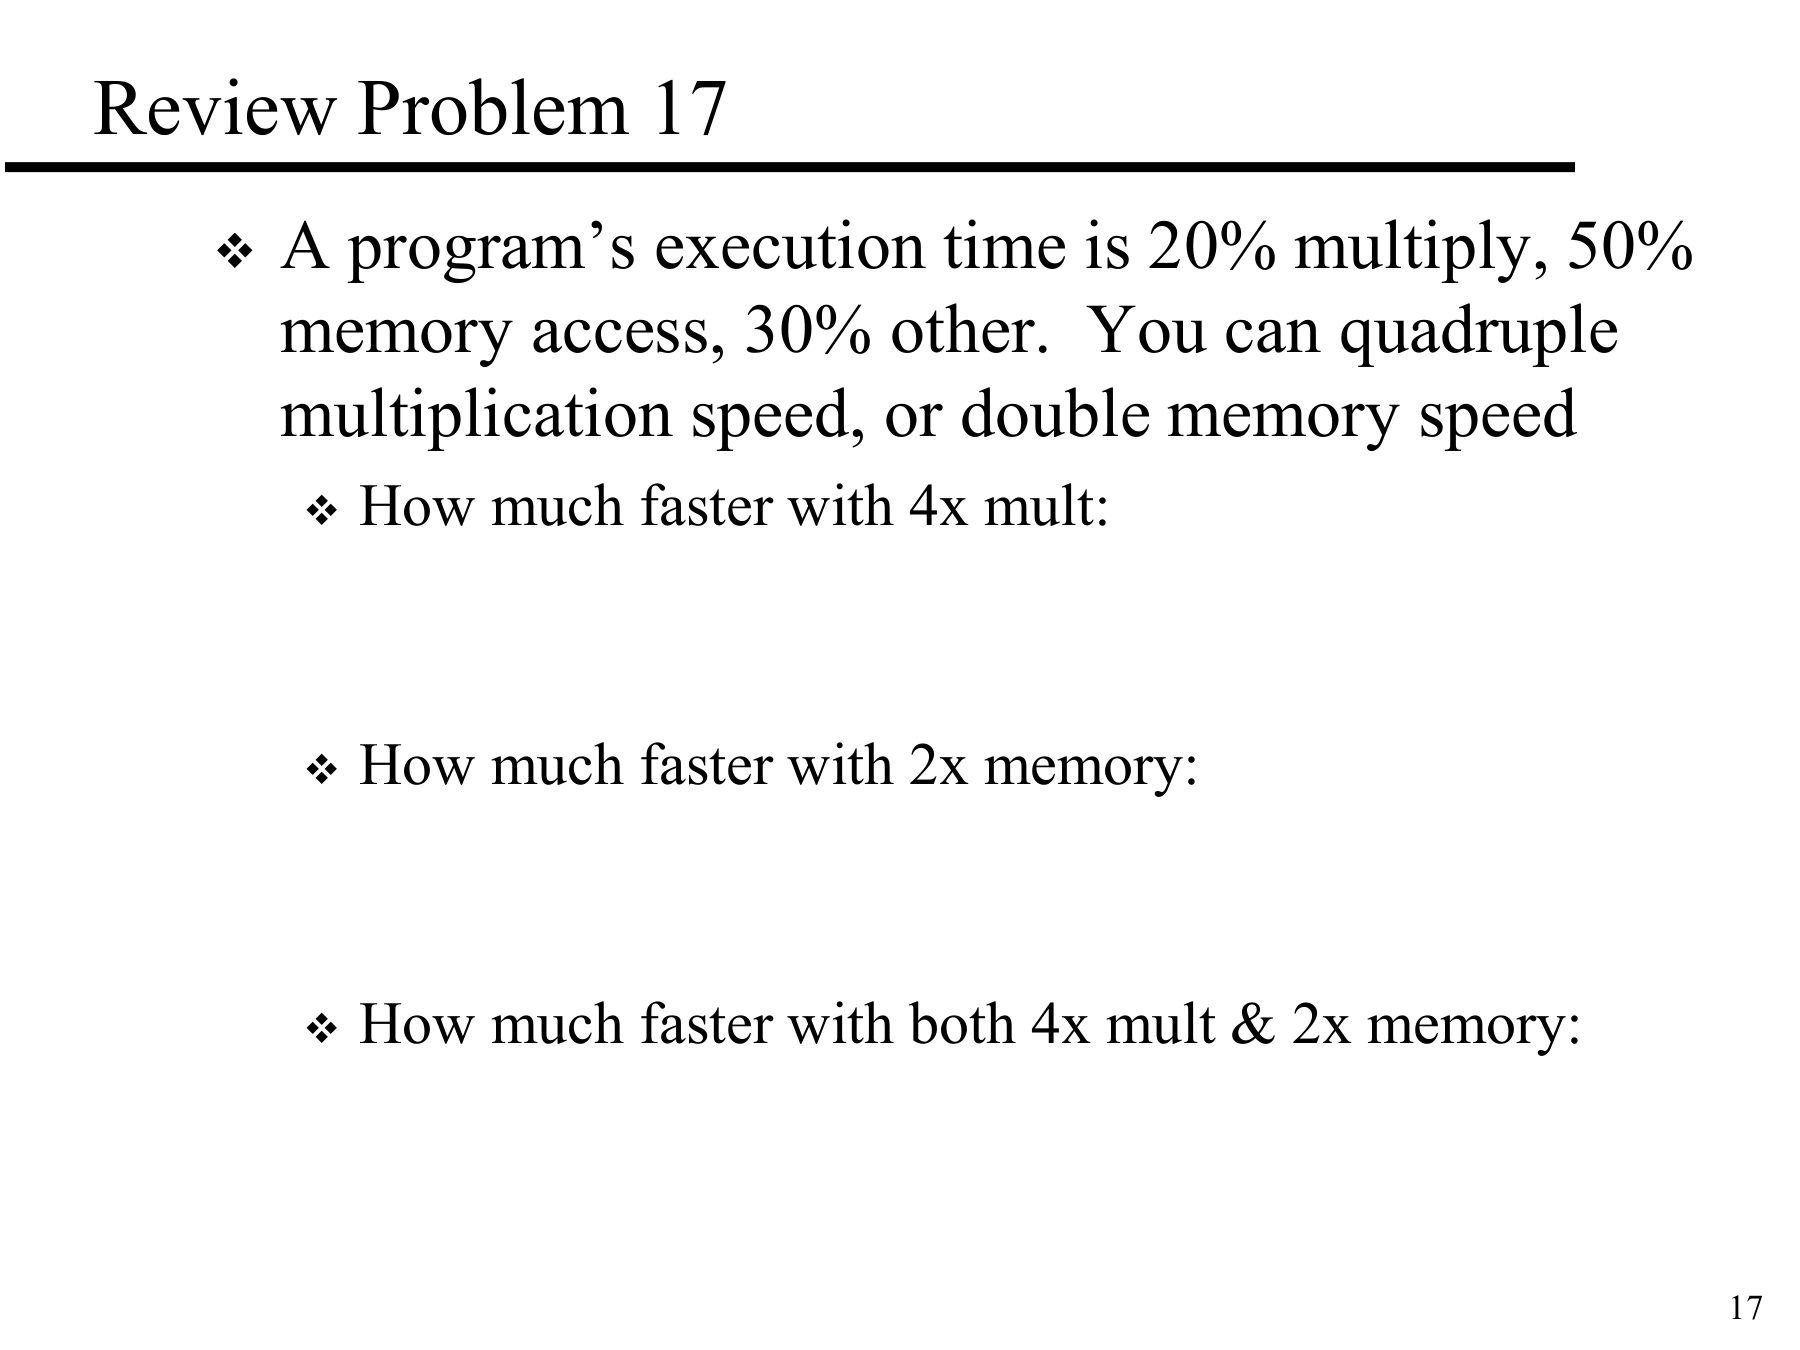 Review Problem 17
❖ A program’s execution time is 20% multiply, 50%
memory access, 30% other.  You can quadruple
multiplication speed, or double memory speed
❖ How much faster with 4x mult:
❖ How much faster with 2x memory:
❖ How much faster with both 4x mult & 2x memory:
17